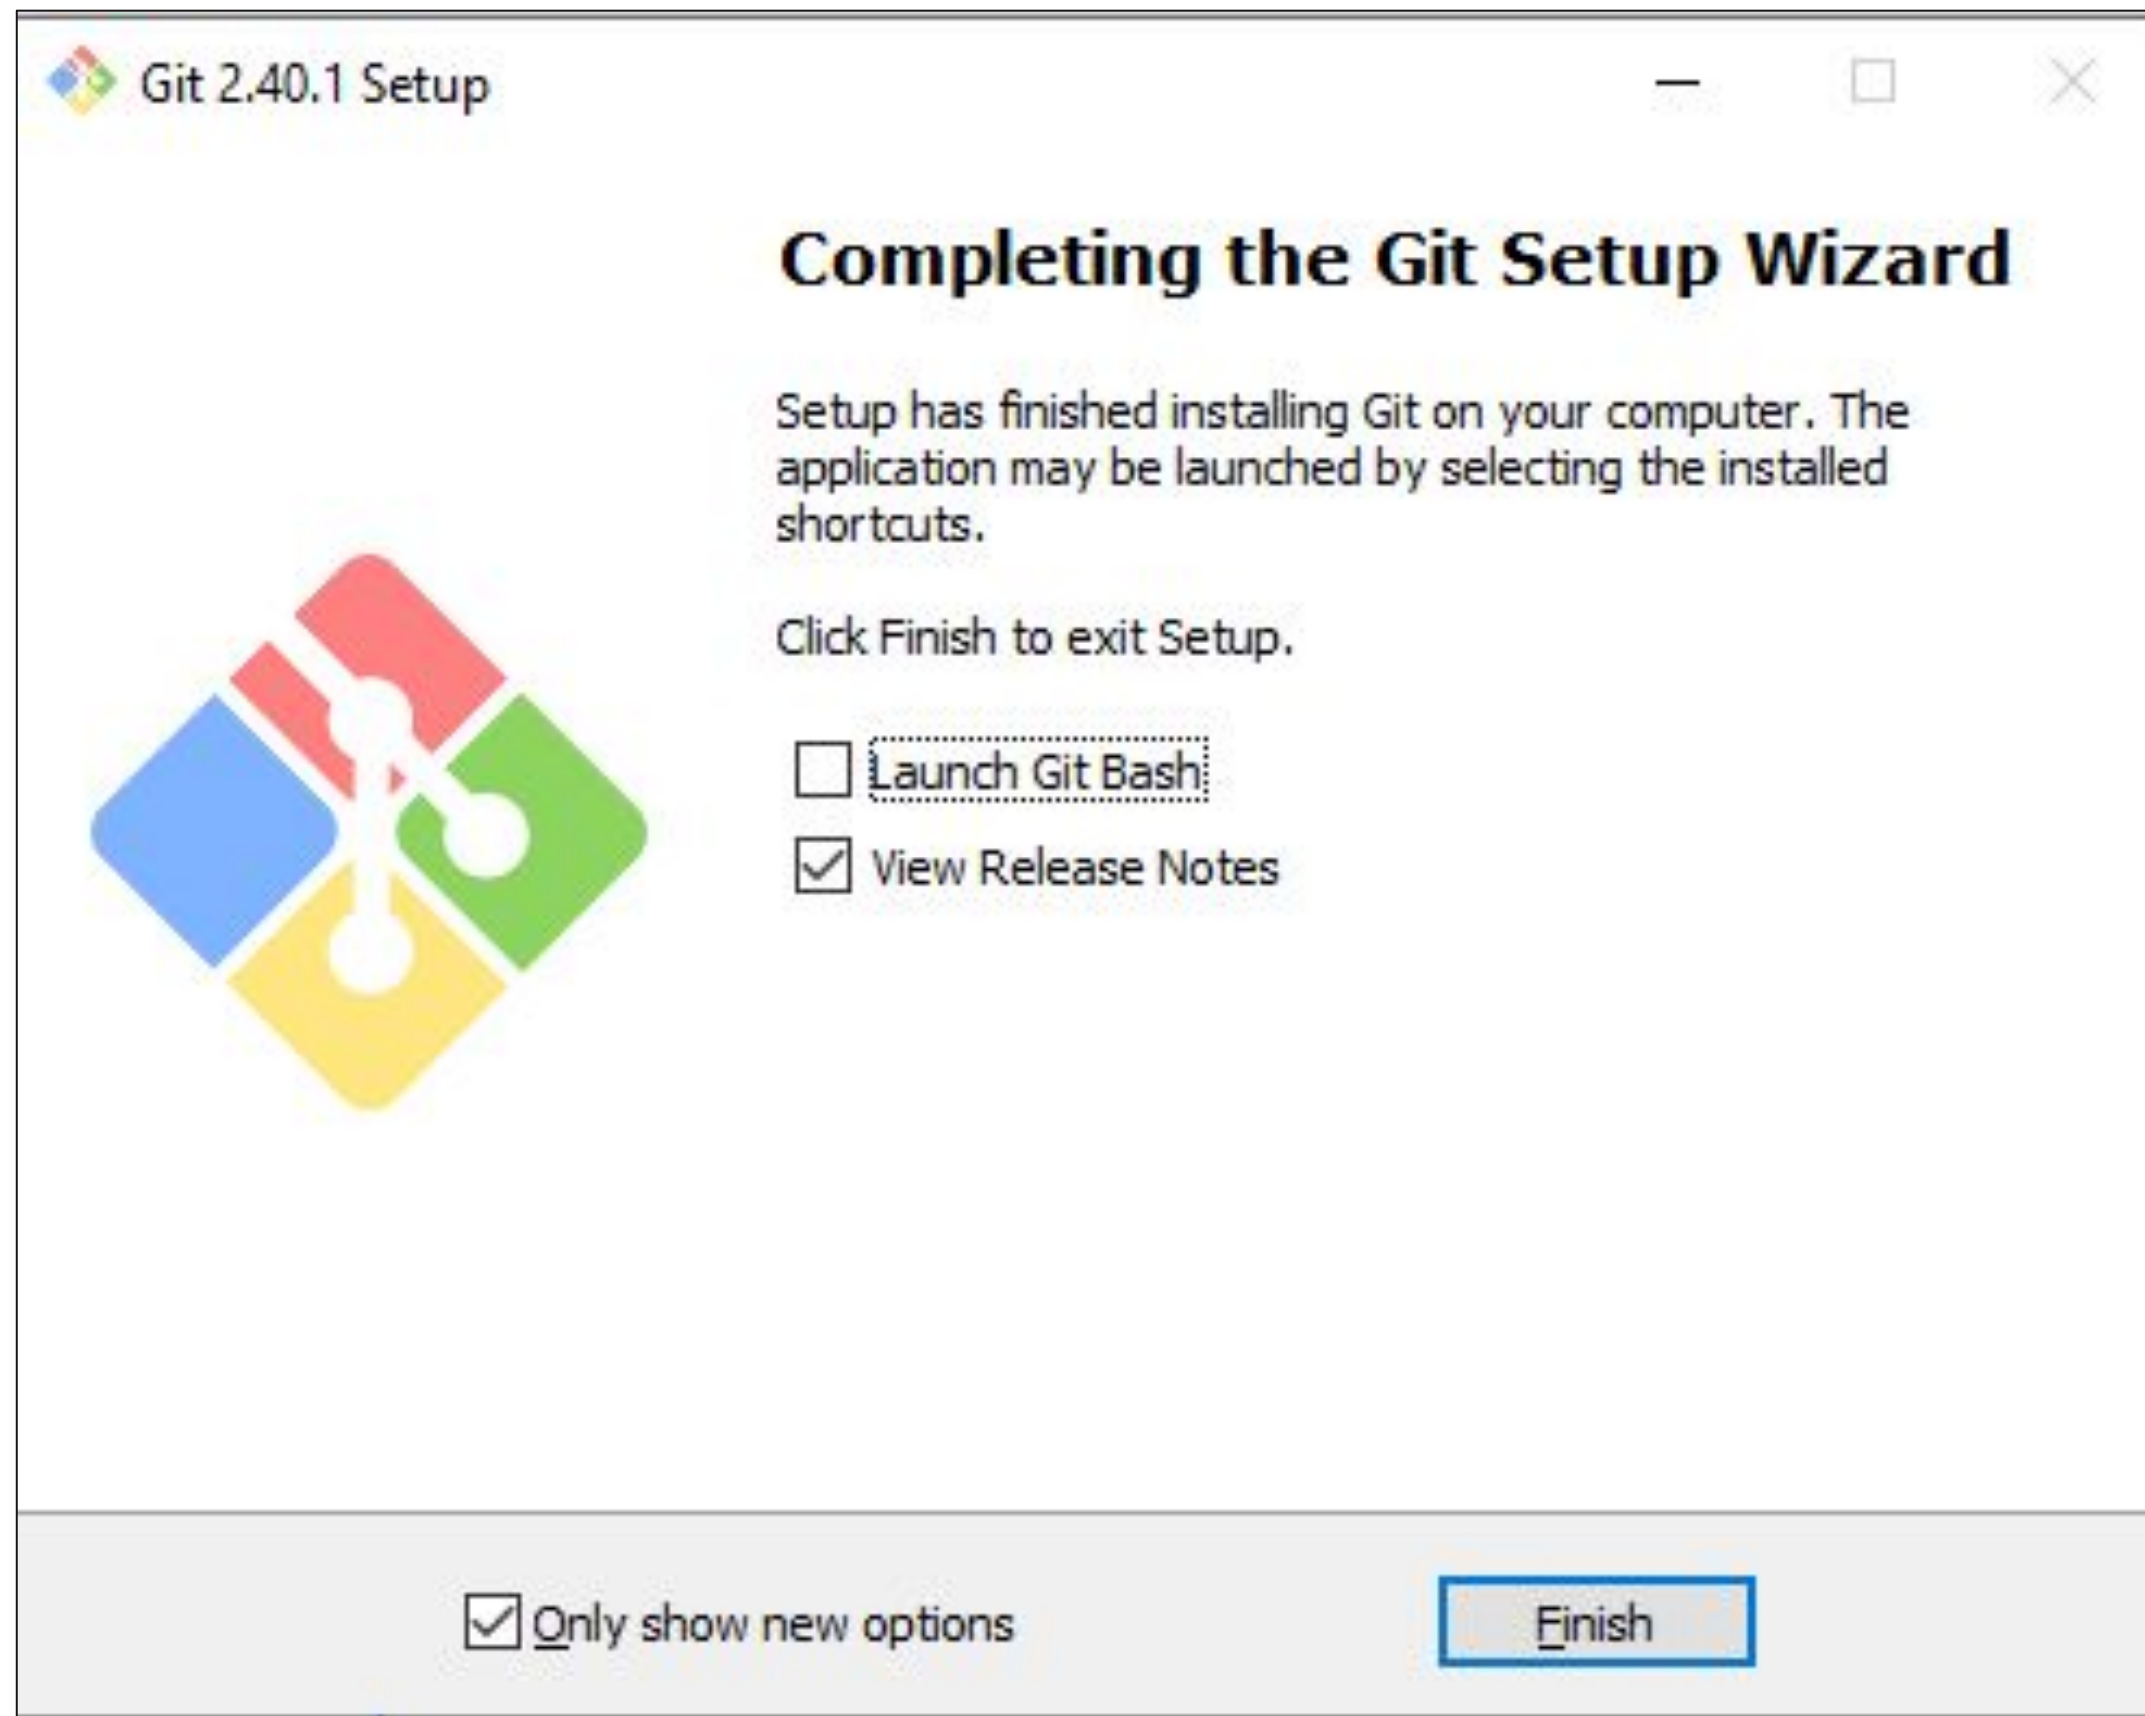 Git 2.40.1 Setup
Completing the Git Setup Wizard
Setup has finished installing Git on your computer. The
application may be launched by selecting the installed
shortcuts.
Click Finish to exit Setup.
Launch Git Bash
View Release Notes
Only show new options
Finish